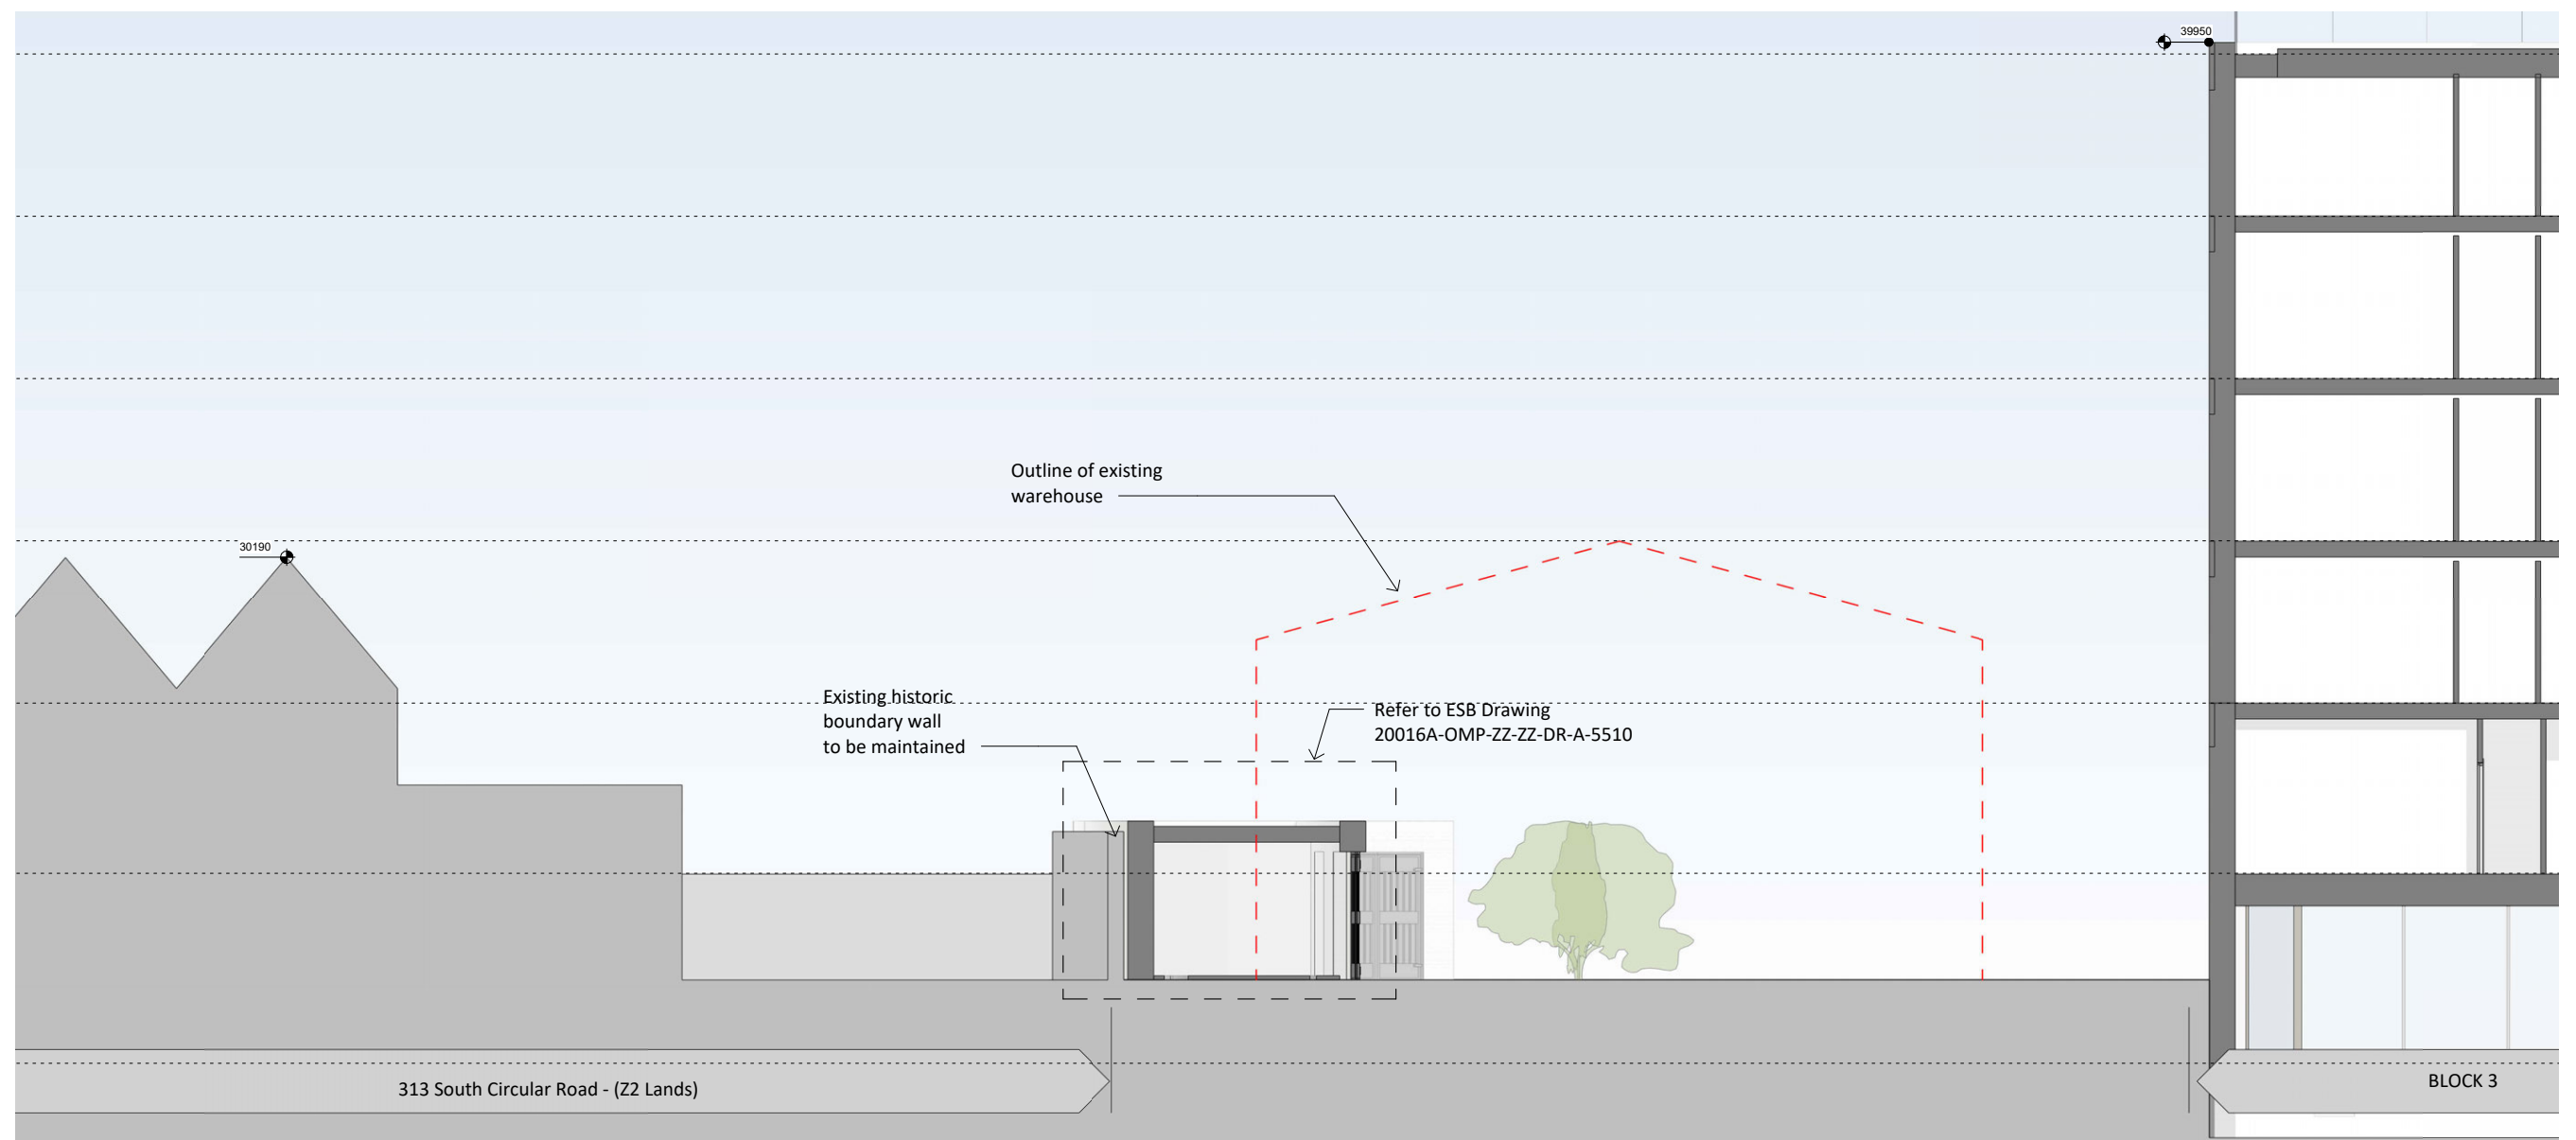 39950
Outline of existing
warehouse
30190
Existing historic
boundary wall
to be maintained
Refer to ESB Drawing
20016A-OMP-ZZ-ZZ-DR-A-5510
313 South Circular Road - (Z2 Lands)
BLOCK 3